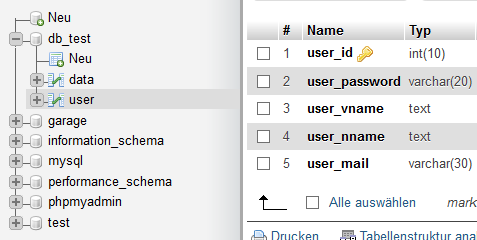 Neu
db_test
Neu
data
user
garage
information_schema
mysql
performance_schema
phpmyadmin
test
# Name Typ
1 user_id int(10)
2 user_password varchar(20)
3 user_vname text
4 user_nname text
5 user_mail varchar(30)
Alle auswählen mark
Drucken Tabellenstruktur anal